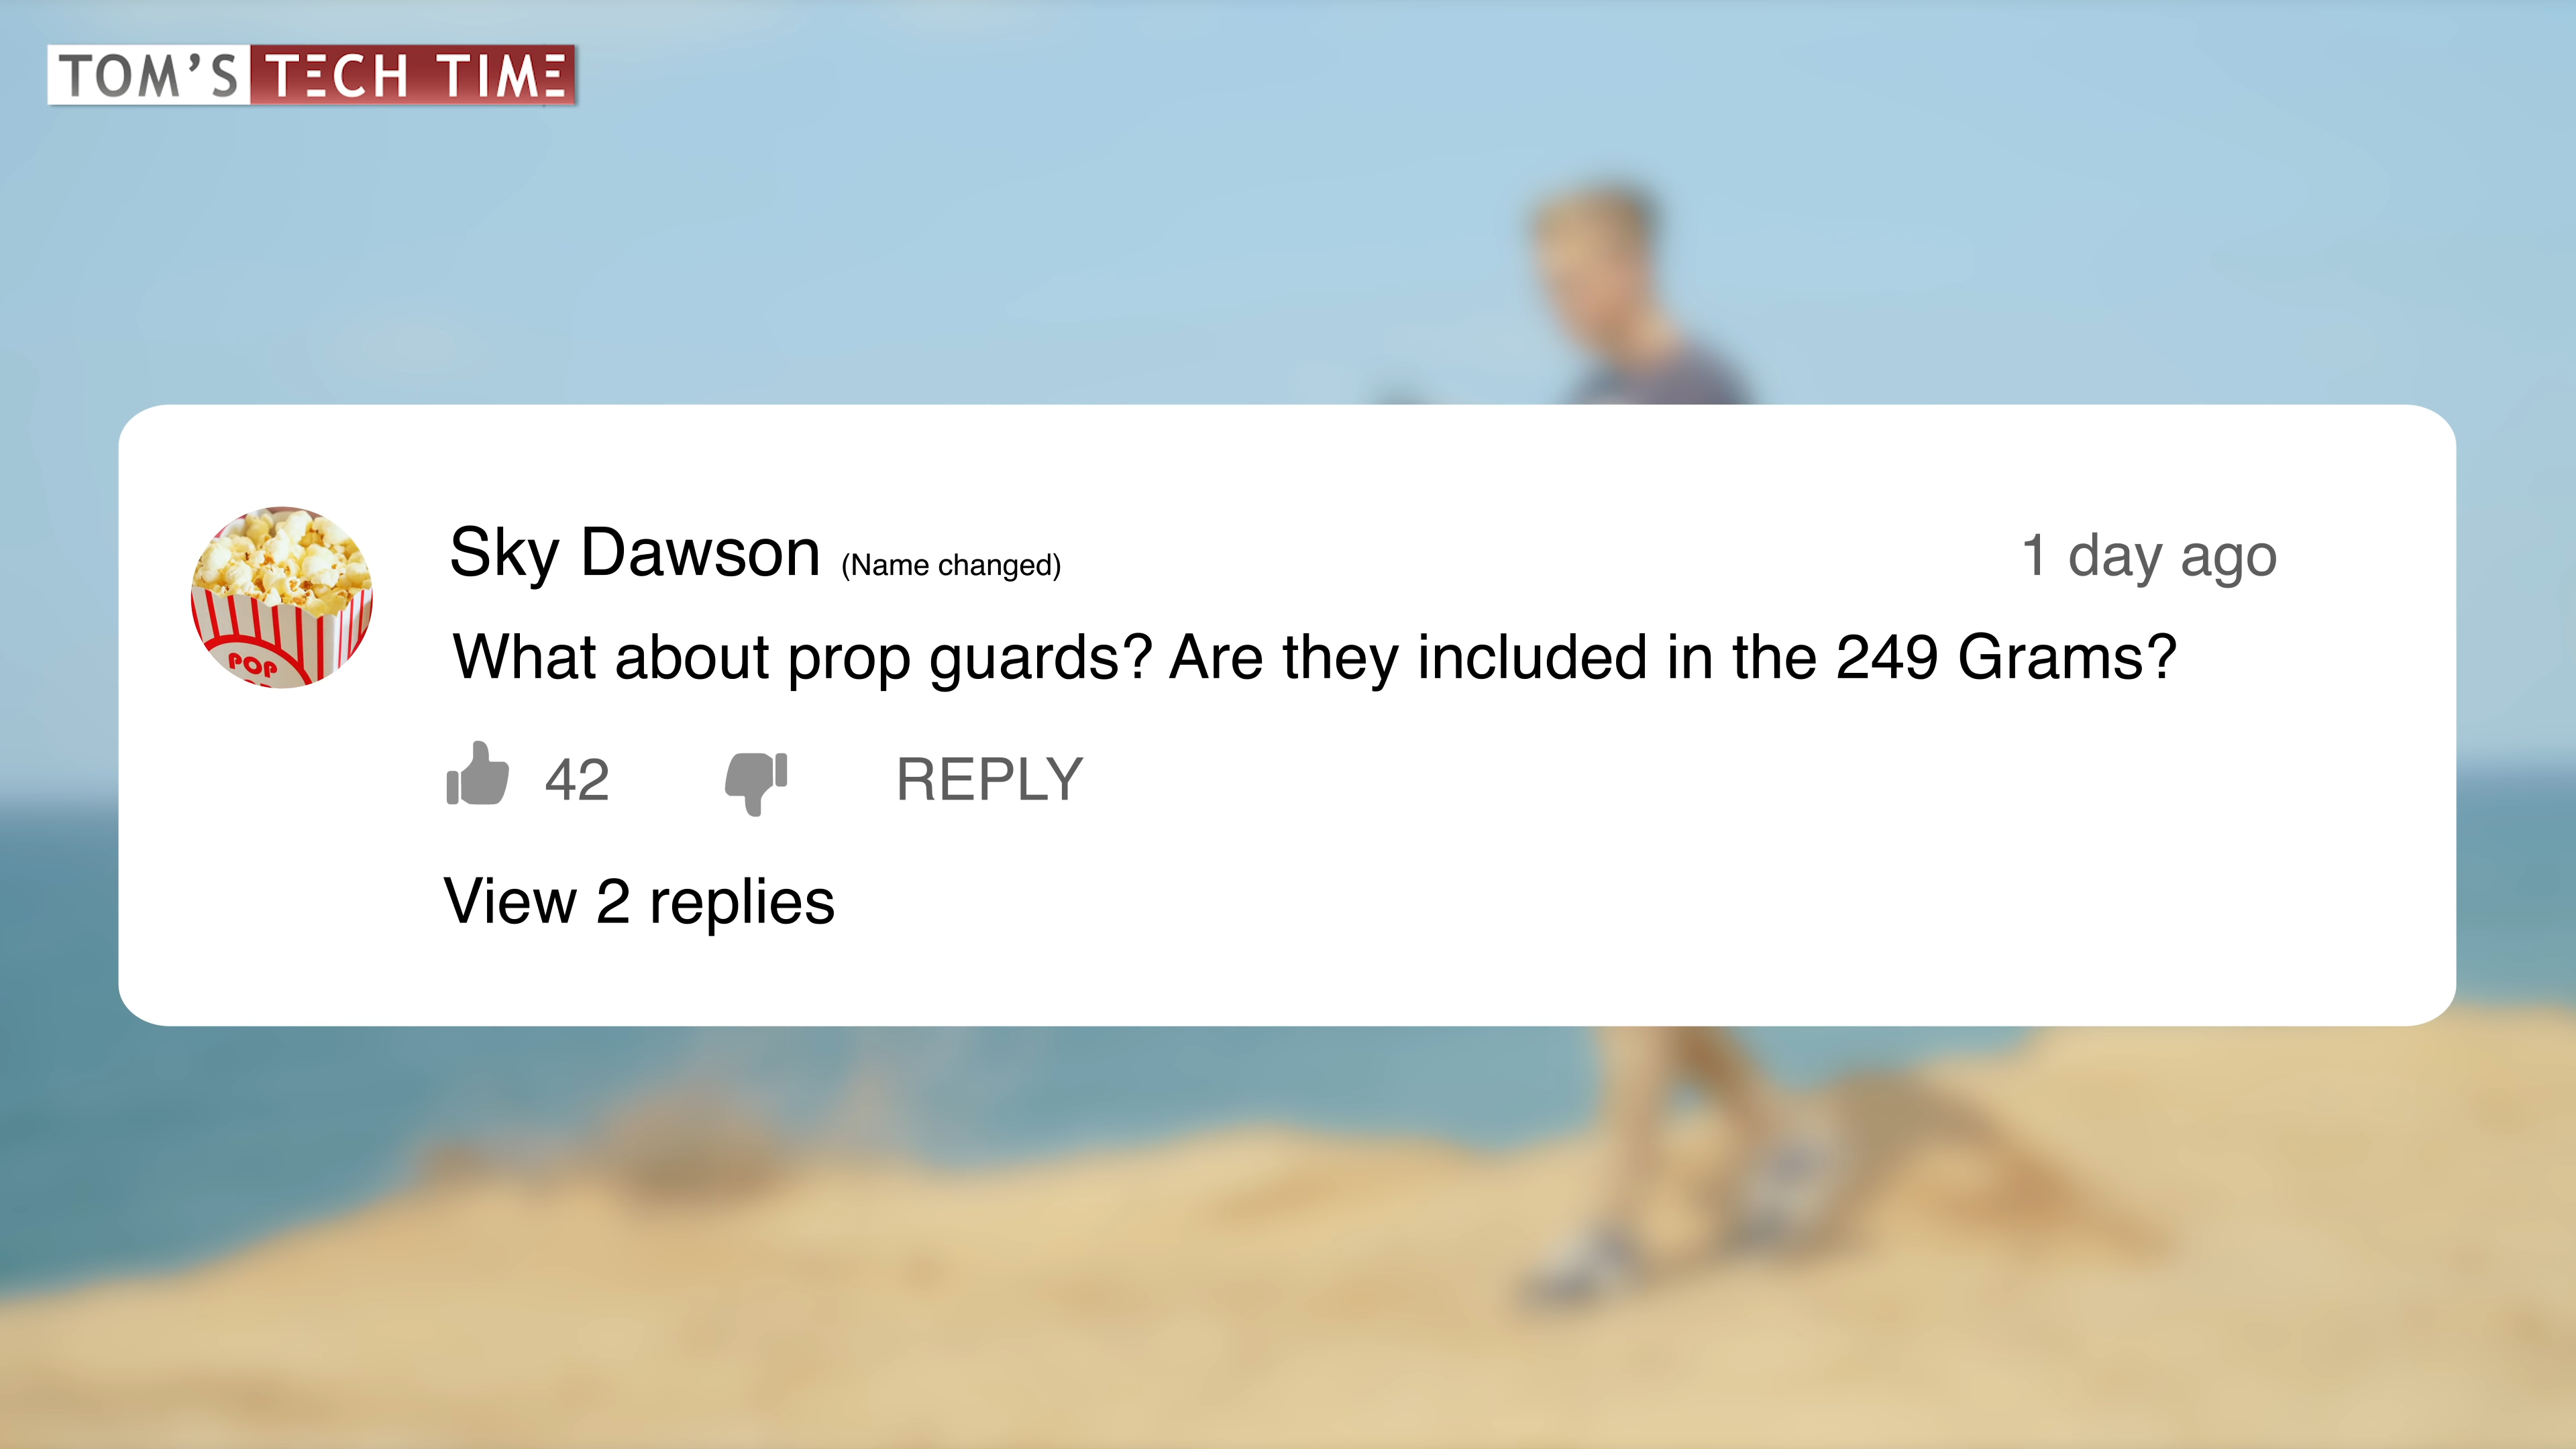 TOM'S TECH TIME
Sky Dawson (Name changed)
1 day ago
What about prop guards? Are they included in the 249 Grams?
POP
42
REPLY
View 2 replies